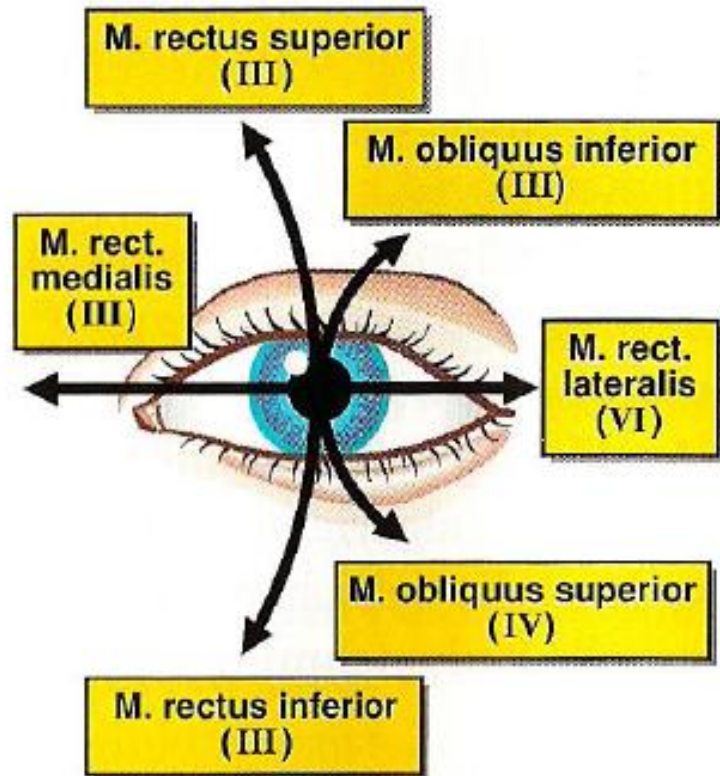 M. rectus superior
(III)
M. obliquus inferior
(III)
M. rect.
medialis
(III)
M. rect.
lateralis
(VI)
M. obliquus superior
(IV)
M. rectus inferior
(III)